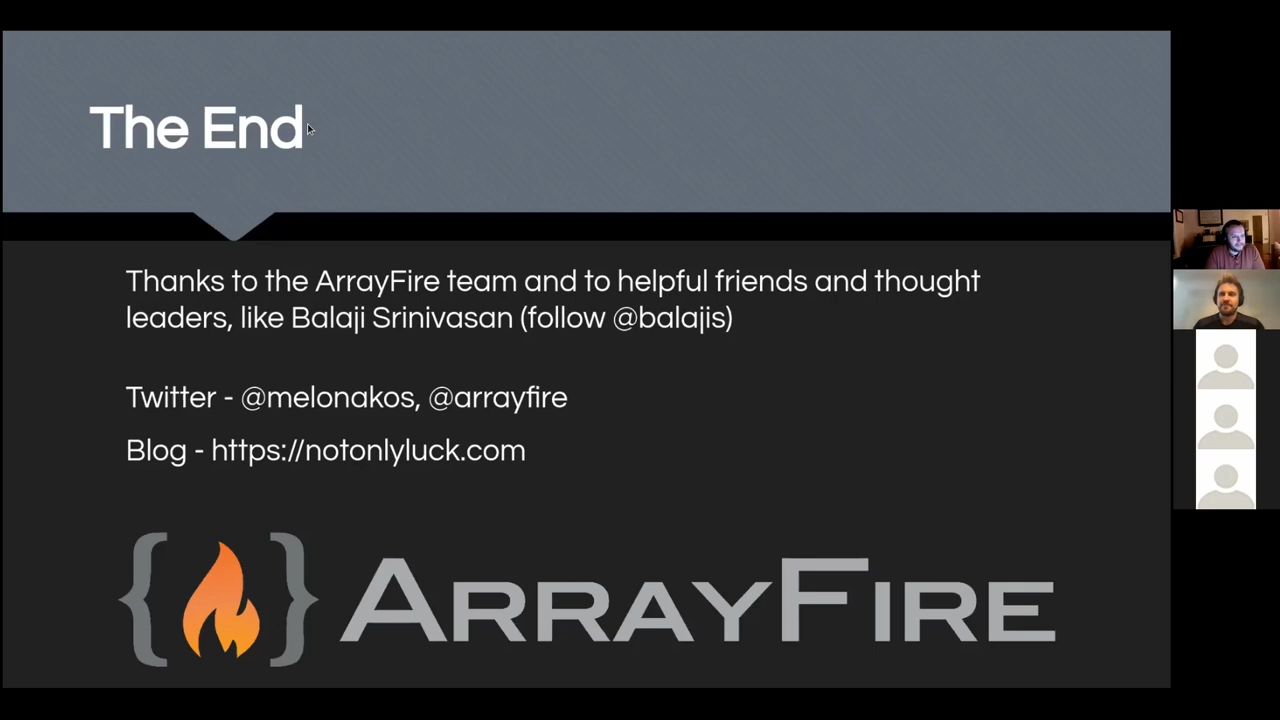 The End
Thanks to the ArrayFire team and to helpful friends and thought
leaders, like Balaji Srinivasan (follow @balajis)
Twitter - @melonakos, @arrayfire
Blog - https://notonlyluck.com
{ } ARRAYFIRE